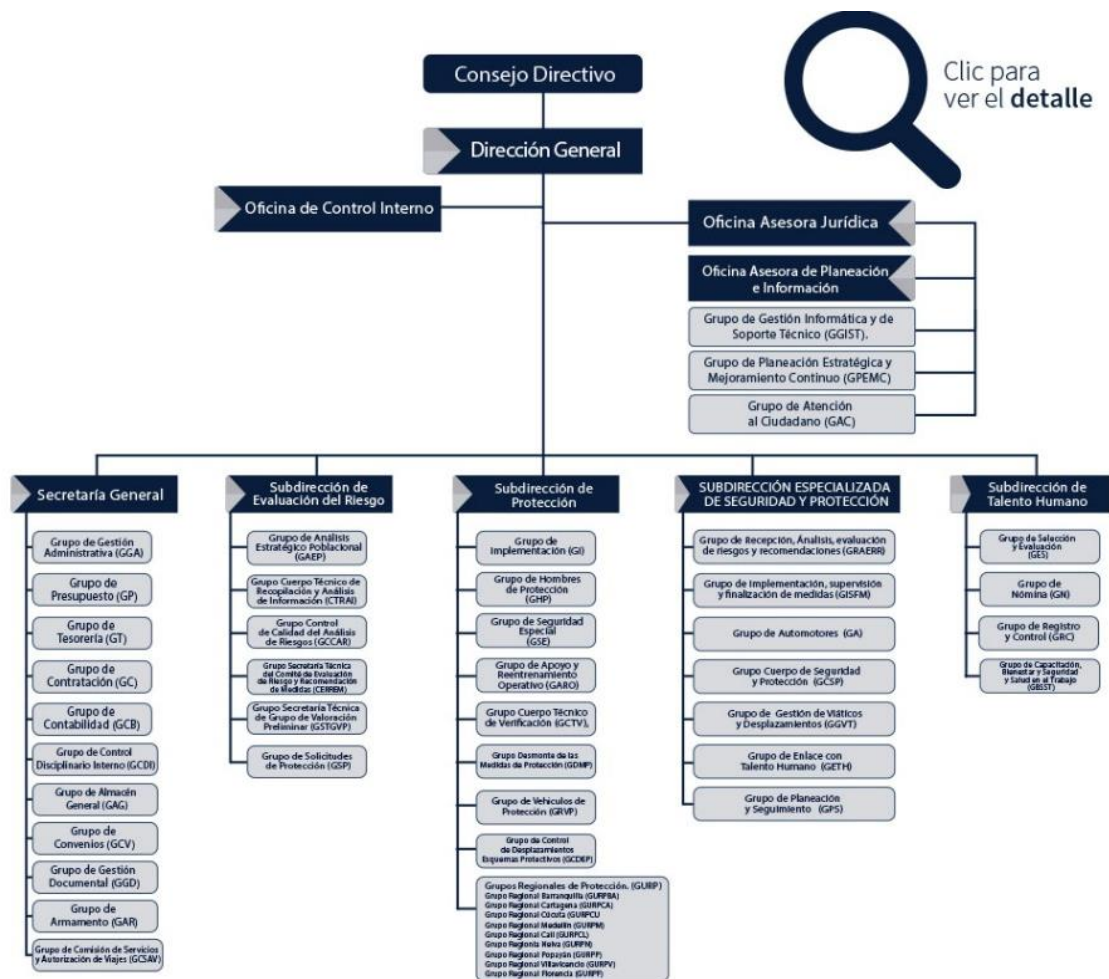 Consejo Directivo
Clic para
ver el detalle
Dirección General
Oficina de Control Interno
Oficina Asesora Jurídica
Oficina Asesora de Planeación
e Información
Grupo de Gestión Informática y de
Soporte Técnico (GGIST).
Grupo de Planeación Estratégica y
Mejoramiento Continuo (GPEMC)
Grupo de Atención
al Ciudadano (GAC)
Secretaría General
Grupo de Gestión
Administrativa (GGA)
Grupo de
Presupuesto (GP)
Grupo de
Tesorería (GT)
Grupo de
Contratación (GC)
Grupo de
Contabilidad (GCB)
Grupo de Control
Disciplinario Interno (GCDI)
Grupo de Almacén
General (GAG)
Grupo de
Convenios (GCV)
Grupo de Gestión
Documental (GGD)
Grupo de
Armamento (GAR)
Grupo de Comisión de Servicios
y Autorización de Viajes (GCSAV)
Subdirección de
Evaluación del Riesgo
Grupo de Análisis
Estratégico Poblacional
(GAEP)
Grupo Cuerpo Técnico de
Recopilación y Análisis
de Información (CTRAI)
Grupo Control
de Calidad del Análisis
de Riesgos (GCCAR)
Grupo Secretaría Técnica
del Comité de Evaluación
de Riesgo y Recomendación
de Medidas (CERREM)
Grupo Secretaría Técnica
de Grupo de Valoración
Preliminar (GSTGVP)
Grupo de Solicitudes
de Protección (GSP)
Subdirección de
Protección
Grupo de
Implementación (GI)
Grupo de Hombres
de Protección
(GHP)
Grupo de Seguridad
Especial
(GSE)
Grupo de Apoyo y
Reentrenamiento
Operativo (GARO)
Grupo Cuerpo Técnico
de Verificación (GCTV),
Grupo Desmonte de las
Medidas de Protección (GDMP)
Grupo de Vehiculos de
Protección (GRVP)
Grupo de Control
de Desplazamientos
Esquemas Protectivos (GCDEP)
Grupos Regionales de Protección. (GURP)
Grupo Regional Barranquilla (GURPBA)
Grupo Regional Cartagena (GURPCA)
Grupo Regional Cúcuta (GURPCU
Grupo Regional Medellín (GURPM)
Grupo Regional Cali (GURPCL)
Grupo Regionla Neiva (GURPN)
Grupo Regional Popayán (GURPP)
Grupo Regional Villavicencio (GURPV)
Grupo Regional Florencia (GURPF)
SUBDIRECCIÓN ESPECIALIZADA
DE SEGURIDAD Y PROTECCIÓN
Grupo de Recepción, Ánalisis, evaluación
de riesgos y recomendaciones (GRAERR)
Grupo de Implementación, supervisión
y finalización de medidas (GISFM)
Grupo de Automotores (GA)
Grupo Cuerpo de Seguridad
y Protección (GCSP)
Grupo de Gestión de Viáticos y
Desplazamientos (GGVT)
Grupo de Enlace con
Talento Humano (GETH)
Grupo de Planeación
y Seguimiento (GPS)
Subdirección de
Talento Humano
Grupo de Selección
y Evaluación
(GES)
Grupo de
Nómina (GN)
Grupo de Registro
y Control (GRC)
Grupo de Capacitación,
Bienestar y Seguridad
y Salud en el Trabajo
(GBSST)